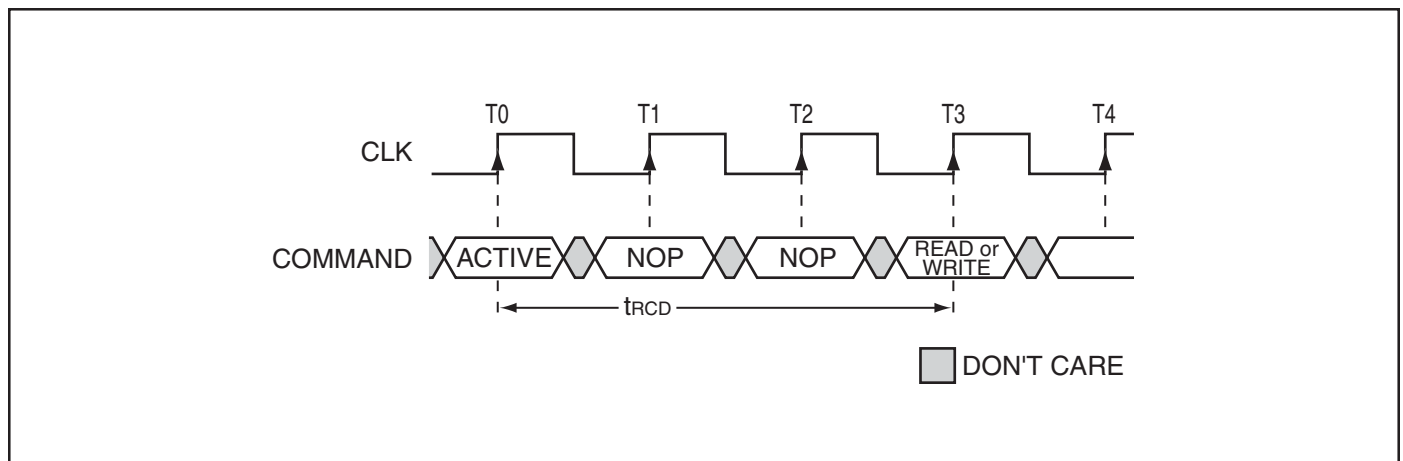 T0 T1 T2 T3 T4
CLK
COMMAND ACTIVE NOP NOP READ or
WRITE
tRCD
DON'T CARE